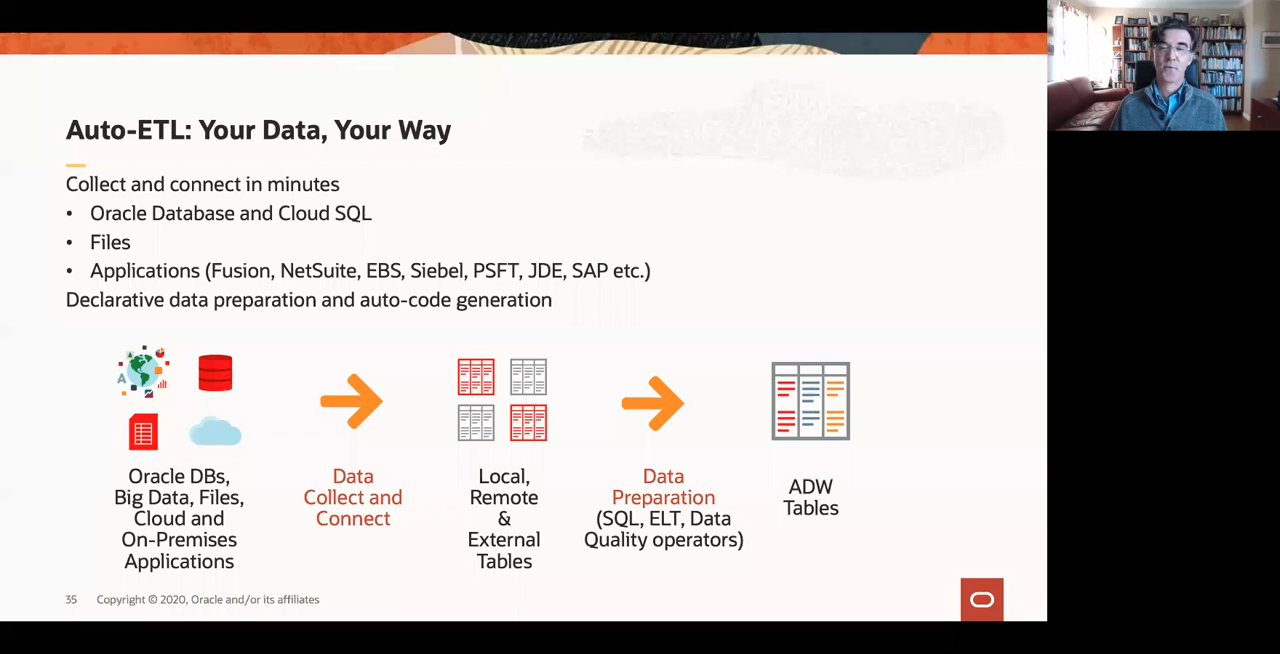 Auto-ETL: Your Data, Your Way
Collect and connect in minutes
• Oracle Database and Cloud SQL
• Files
• Applications (Fusion, NetSuite, EBS, Siebel, PSFT, JDE, SAP etc.)
Declarative data preparation and auto-code generation
Oracle DBs,
Big Data, Files,
Cloud and
On-Premises
Applications
Data
Collect and
Connect
Local,
Remote
&
External
Tables
Data
Preparation
(SQL, ELT, Data
Quality operators)
ADW
Tables
35 Copyright © 2020, Oracle and/or its affiliates